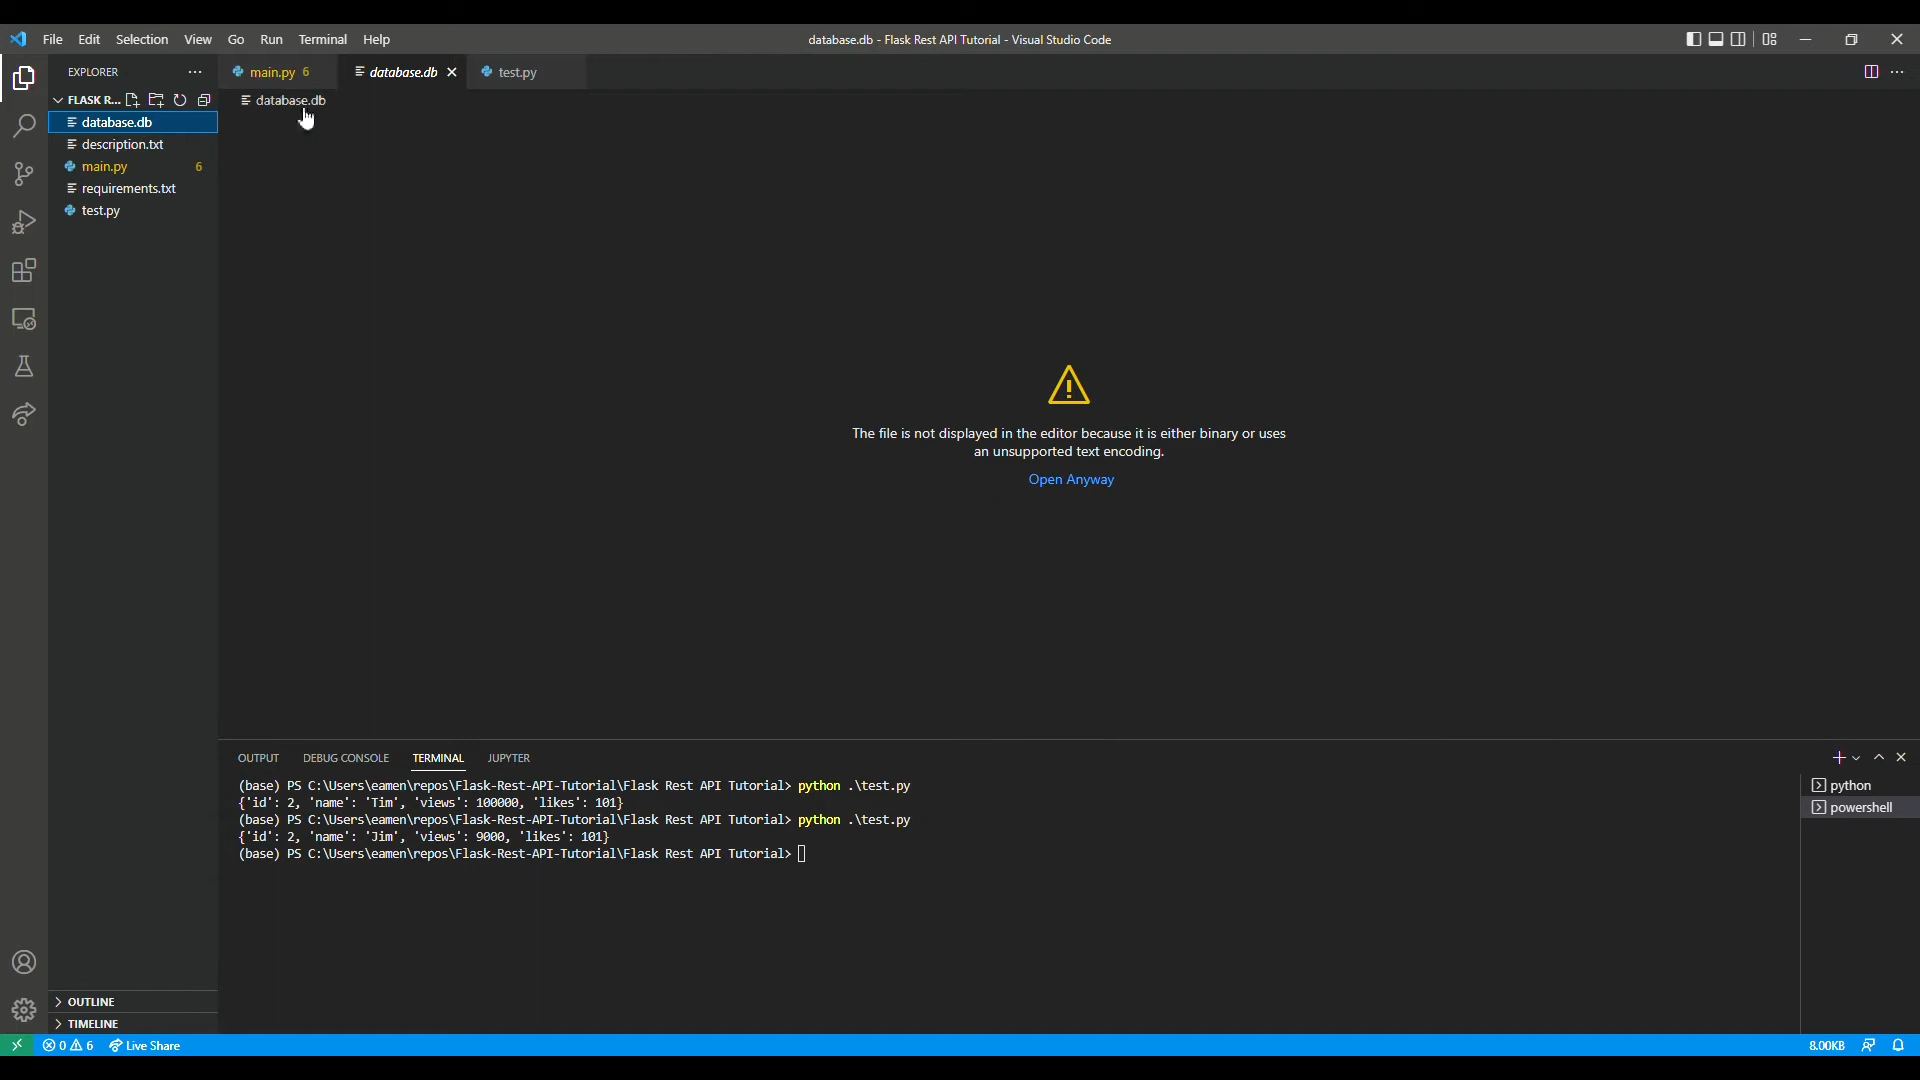 File Edit Selection View Go Run Terminal Help
database.db - Flask Rest API Tutorial - Visual Studio Code
EXPLORER
main.py 6
database.db
test.py
FLASK R...
database.db
database.db
description.txt
main.py 6
requirements.txt
test.py
The file is not displayed in the editor because it is either binary or uses
an unsupported text encoding.
Open Anyway
OUTPUT DEBUG CONSOLE TERMINAL JUPYTER
(base) PS C:\Users\eamen\repos\Flask-Rest-API-Tutorial\Flask Rest API Tutorial> python .\test.py
{'id': 2, 'name': 'Tim', 'views': 100000, 'likes': 101}
(base) PS C:\Users\eamen\repos\Flask-Rest-API-Tutorial\Flask Rest API Tutorial> python .\test.py
{'id': 2, 'name': 'Jim', 'views': 9000, 'likes': 101}
(base) PS C:\Users\eamen\repos\Flask-Rest-API-Tutorial\Flask Rest API Tutorial>
python
powershell
OUTLINE
TIMELINE
0 6 Live Share
8.00KB